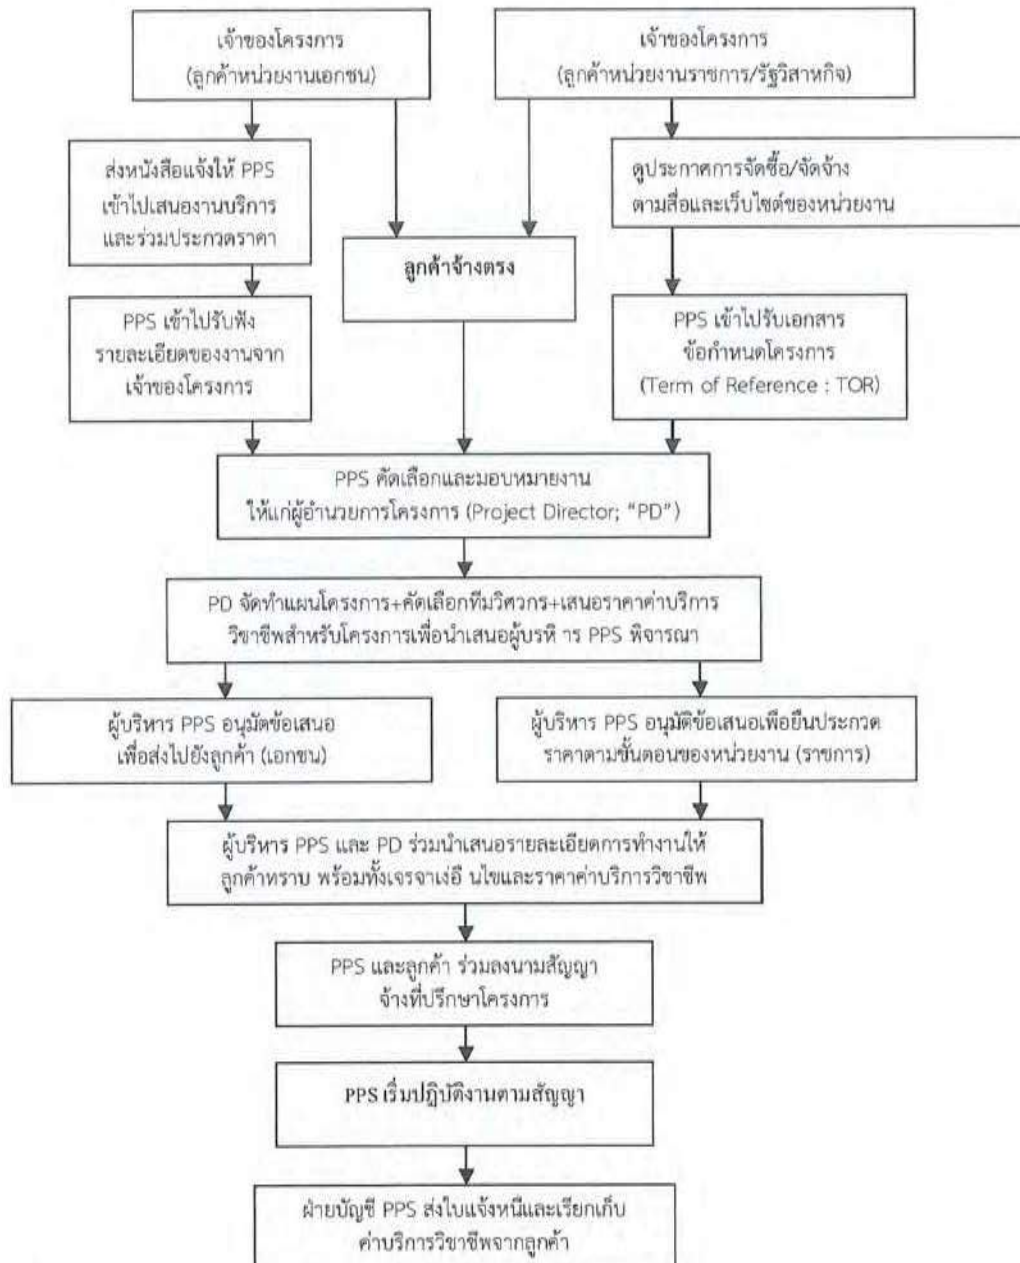 เจ้าของโครงการ
(ลูกค้าหน่วยงานเอกชน)
เจ้าของโครงการ
(ลูกค้าหน่วยงานราชการ/รัฐวิสาหกิจ)
ส่งหนังสือแจ้งให้ PPS
เข้าไปเสนองานบริการ
และร่วมประกวดราคา
ดูประกาศการจัดซื้อ/จัดจ้าง
ตามสื่อและเว็บไซต์ของหน่วยงาน
ลูกค้าจ้างตรง
PPS เข้าไปรับฟัง
รายละเอียดของงานจาก
เจ้าของโครงการ
PPS เข้าไปรับเอกสาร
ข้อกำหนดโครงการ
(Term of Reference : TOR)
PPS คัดเลือกและมอบหมายงาน
ให้แก่ผู้อำนวยการโครงการ (Project Director; “PD”)
PD จัดทำแผนโครงการ+คัดเลือกทีมวิศวกร+เสนอราคาค่าบริการ
วิชาชีพสำหรับโครงการเพื่อนำเสนอผู้บรหิ าร PPS พิจารณา
ผู้บริหาร PPS อนุมัตข้อเสนอ
เพื่อส่งไปยังลูกค้า (เอกชน)
ผู้บริหาร PPS อนุมัติข้อเสนอเพื่อยื่นประกวด
ราคาตามขั้นตอนของหน่วยงาน (ราชการ)
ผู้บริหาร PPS และ PD ร่วมนำเสนอรายละเอียดการทำงานให้
ลูกค้าทราบ พร้อมทั้งเจรจาเง่อื นไขและราคาค่าบริการวิชาชีพ
PPS และลูกค้า ร่วมลงนามสัญญา
จ้างที่ปรึกษาโครงการ
PPS เริ่มปฏิบัติงานตามสัญญา
ฝ่ายบัญชี PPS ส่งใบแจ้งหนี้และเรียกเก็บ
ค่าบริการวิชาชีพจากลูกค้า